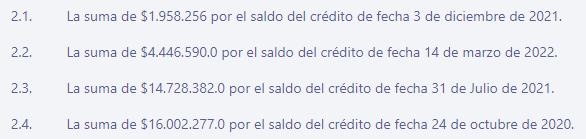 2.1. La suma de $1.958.256 por el saldo del crédito de fecha 3 de diciembre de 2021.
2.2. La suma de $4.446.590.0 por el saldo del crédito de fecha 14 de marzo de 2022.
2.3. La suma de $14.728.382.0 por el saldo del crédito de fecha 31 de Julio de 2021.
2.4. La suma de $16.002.277.0 por el saldo del crédito de fecha 24 de octubre de 2020.